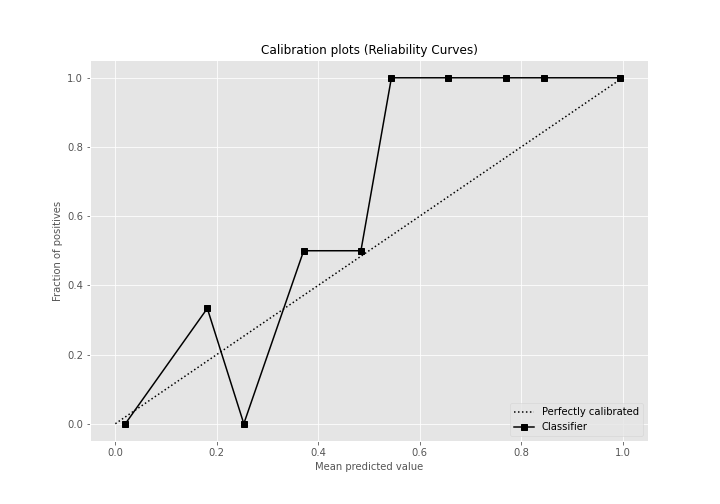 Calibration plots (Reliability Curves)
1.0
0.8
0.6
0.4
0.2
0.0
Fraction of positives
0.0 0.2 0.4 0.6 0.8 1.0
Mean predicted value
Perfectly calibrated
Classifier